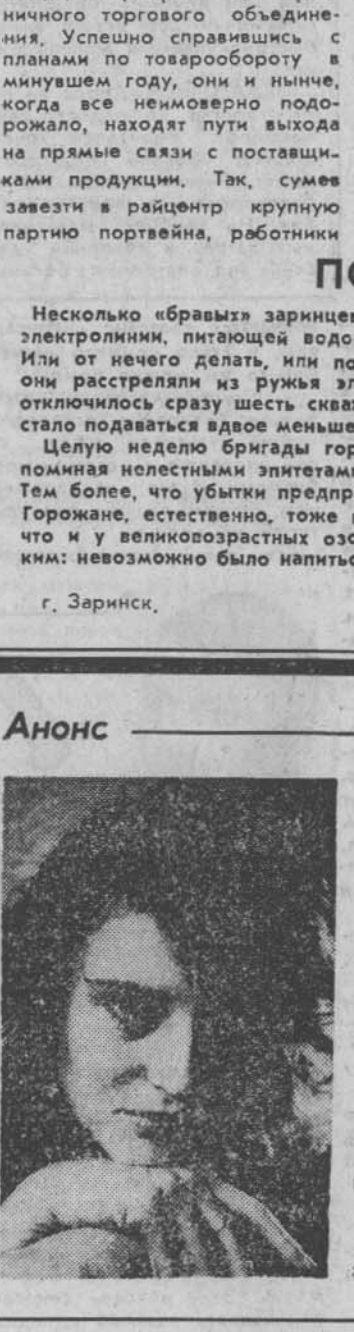 ничного торгового объедине-
ния. Успешно справившись с
планами по товарообороту в
минувшем году, они и нынче,
когда все неимоверно подо-
рожало, находят пути выхода
на прямые связи с поставщи-
ками продукции. Так, сумев
завезти в райцентр крупную
партию портвейна, работники
ПО
Несколько «бравых» заринцев
электролинии, питающей водо
Или от нечего делать, или по
они расстреляли из ружья эл
отключилось сразу шесть сква
стало подаваться вдвое меньше
Целую неделю бригады гор
поминая нелестными эпитетами
Тем более, что убытки предпр
Горожане, естественно, тоже
что и у великовозрастных озо
ким: невозможно было напитьс
г. Заринск.
Анонс